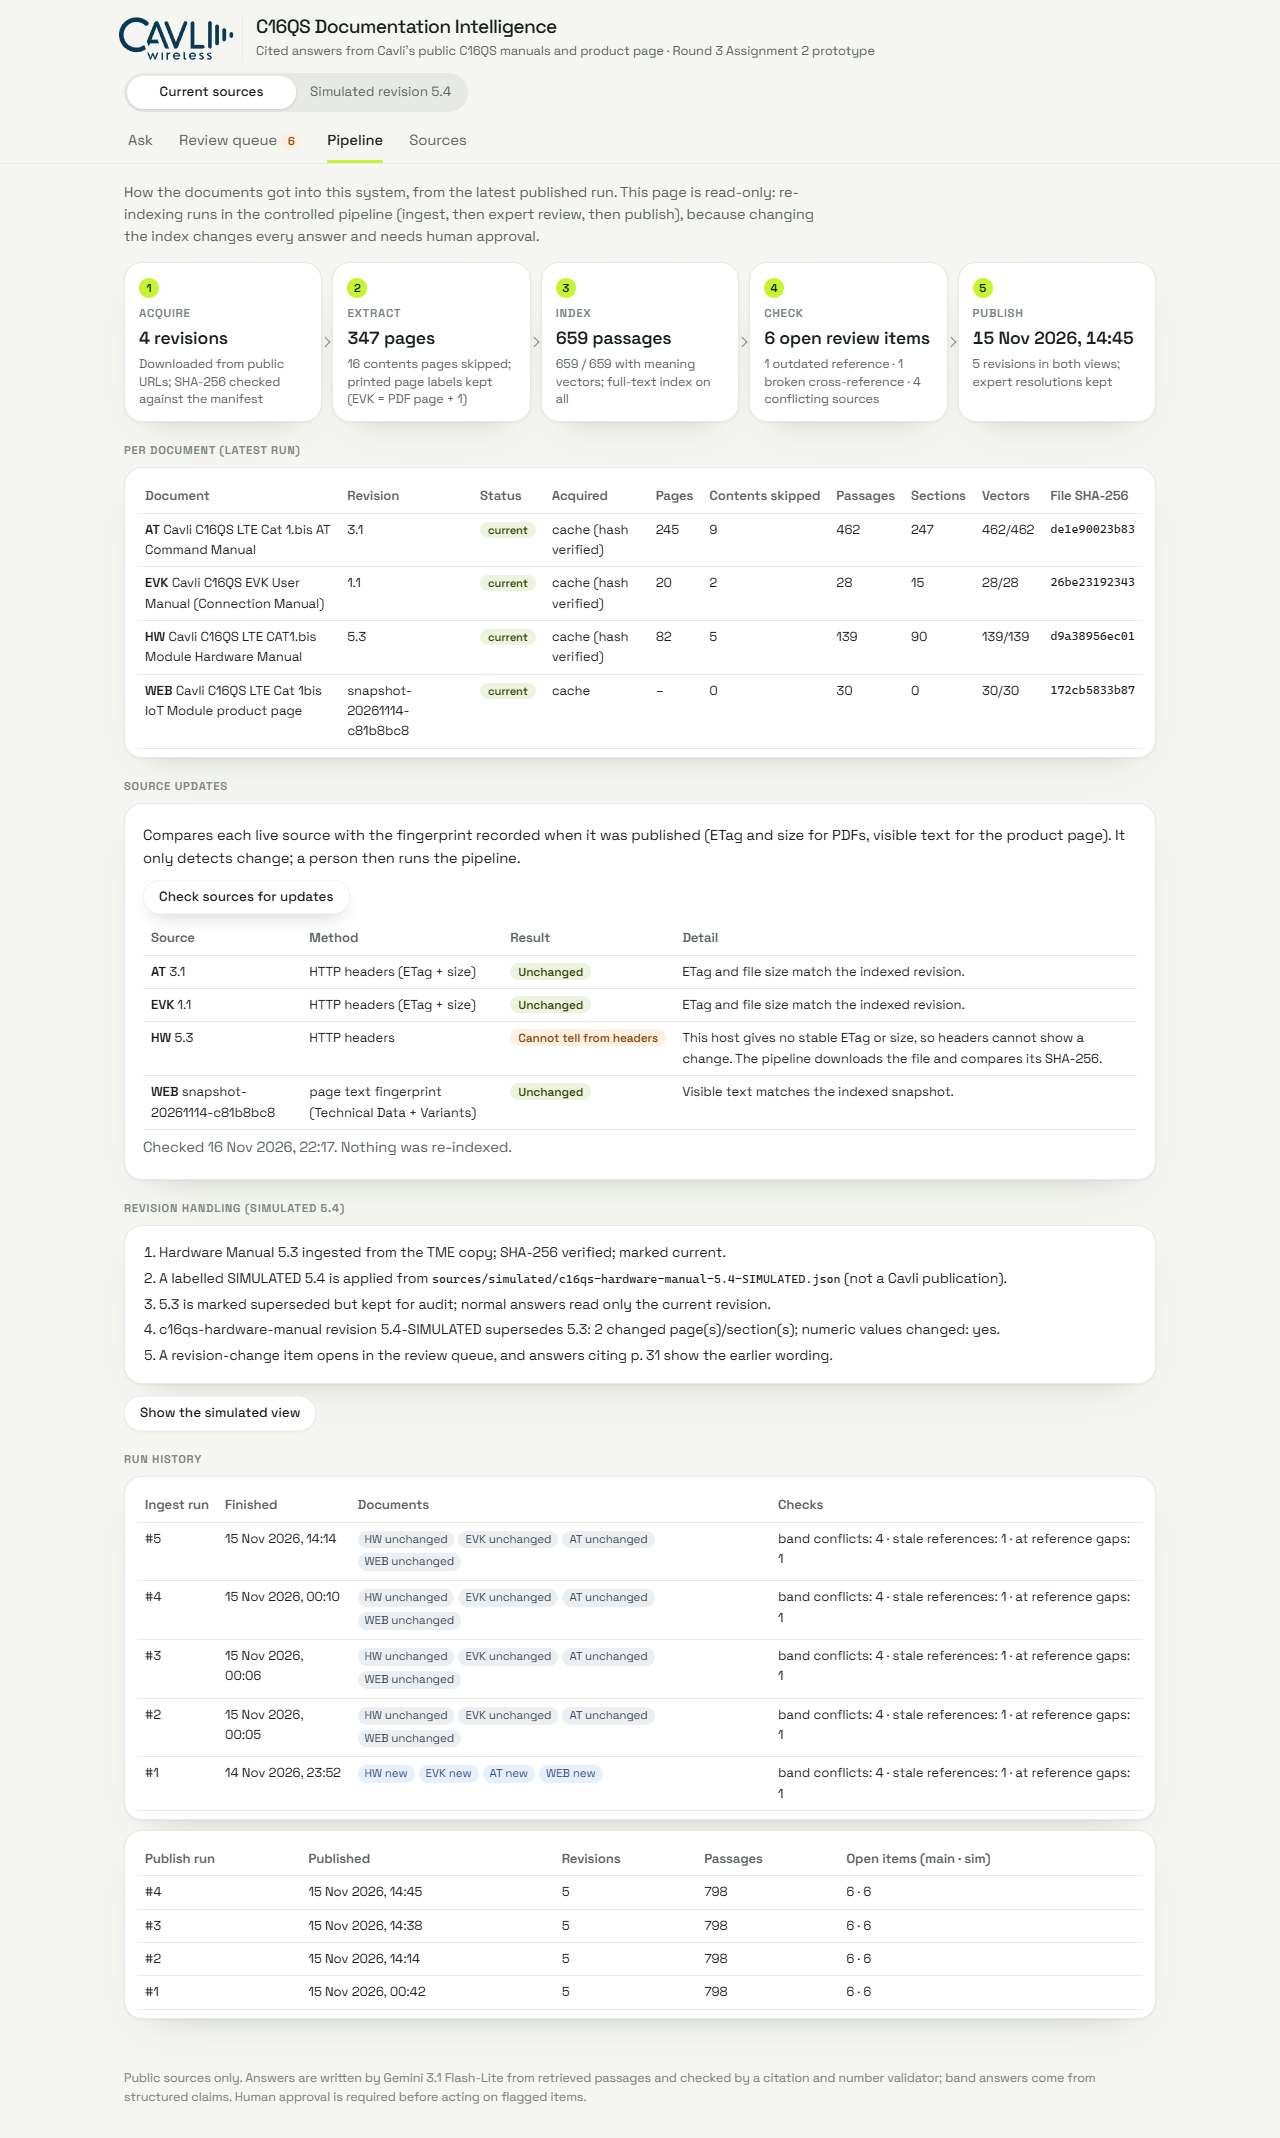 CAVLI
wireless
C16QS Documentation Intelligence
Cited answers from Cavli's public C16QS manuals and product page · Round 3 Assignment 2 prototype
Current sources
Simulated revision 5.4
Ask
Review queue 6
Pipeline
Sources
How the documents got into this system, from the latest published run. This page is read-only: re-
indexing runs in the controlled pipeline (ingest, then expert review, then publish), because changing
the index changes every answer and needs human approval.
1
ACQUIRE
4 revisions
Downloaded from public
URLs; SHA-256 checked
against the manifest
2
EXTRACT
347 pages
16 contents pages skipped;
printed page labels kept
(EVK = PDF page + 1)
3
INDEX
659 passages
659 / 659 with meaning
vectors; full-text index on
all
4
CHECK
6 open review items
1 outdated reference · 1
broken cross-reference · 4
conflicting sources
5
PUBLISH
15 Nov 2026, 14:45
5 revisions in both views;
expert resolutions kept
PER DOCUMENT (LATEST RUN)
Document Revision Status Acquired Pages Contents skipped Passages Sections Vectors File SHA-256
AT Cavli C16QS LTE Cat 1.bis AT 3.1 current cache (hash 245 9 462 247 462/462 de1e90023b83
Command Manual verified)
EVK Cavli C16QS EVK User 1.1 current cache (hash 20 2 28 15 28/28 26be23192343
Manual (Connection Manual) verified)
HW Cavli C16QS LTE CAT1.bis 5.3 current cache (hash 82 5 139 90 139/139 d9a38956ec01
Module Hardware Manual verified)
WEB Cavli C16QS LTE Cat 1bis snapshot- current cache – 0 30 0 30/30 172cb5833b87
IoT Module product page 20261114-
c81b8bc8
SOURCE UPDATES
Compares each live source with the fingerprint recorded when it was published (ETag and size for PDFs, visible text for the product page). It
only detects change; a person then runs the pipeline.
Check sources for updates
Source Method Result Detail
AT 3.1 HTTP headers (ETag + size) Unchanged ETag and file size match the indexed revision.
EVK 1.1 HTTP headers (ETag + size) Unchanged ETag and file size match the indexed revision.
HW 5.3 HTTP headers Cannot tell from headers This host gives no stable ETag or size, so headers cannot show a
change. The pipeline downloads the file and compares its SHA-256.
WEB snapshot- page text fingerprint Unchanged Visible text matches the indexed snapshot.
20261114-c81b8bc8 (Technical Data + Variants)
Checked 16 Nov 2026, 22:17. Nothing was re-indexed.
REVISION HANDLING (SIMULATED 5.4)
1. Hardware Manual 5.3 ingested from the TME copy; SHA-256 verified; marked current.
2. A labelled SIMULATED 5.4 is applied from sources/simulated/c16qs-hardware-manual-5.4-SIMULATED.json (not a Cavli publication).
3. 5.3 is marked superseded but kept for audit; normal answers read only the current revision.
4. c16qs-hardware-manual revision 5.4-SIMULATED supersedes 5.3: 2 changed page(s)/section(s); numeric values changed: yes.
5. A revision-change item opens in the review queue, and answers citing p. 31 show the earlier wording.
Show the simulated view
RUN HISTORY
Ingest run Finished Documents Checks
#5 15 Nov 2026, 14:14 HW unchanged EVK unchanged AT unchanged band conflicts: 4 · stale references: 1 · at reference gaps:
WEB unchanged 1
#4 15 Nov 2026, 00:10 HW unchanged EVK unchanged AT unchanged band conflicts: 4 · stale references: 1 · at reference gaps:
WEB unchanged 1
#3 15 Nov 2026, HW unchanged EVK unchanged AT unchanged band conflicts: 4 · stale references: 1 · at reference gaps:
00:06 WEB unchanged 1
#2 15 Nov 2026, HW unchanged EVK unchanged AT unchanged band conflicts: 4 · stale references: 1 · at reference gaps:
00:05 WEB unchanged 1
#1 14 Nov 2026, 23:52 HW new EVK new AT new WEB new band conflicts: 4 · stale references: 1 · at reference gaps:
1
Publish run Published Revisions Passages Open items (main · sim)
#4 15 Nov 2026, 14:45 5 798 6 · 6
#3 15 Nov 2026, 14:38 5 798 6 · 6
#2 15 Nov 2026, 14:14 5 798 6 · 6
#1 15 Nov 2026, 00:42 5 798 6 · 6
Public sources only. Answers are written by Gemini 3.1 Flash-Lite from retrieved passages and checked by a citation and number validator; band answers come from
structured claims. Human approval is required before acting on flagged items.